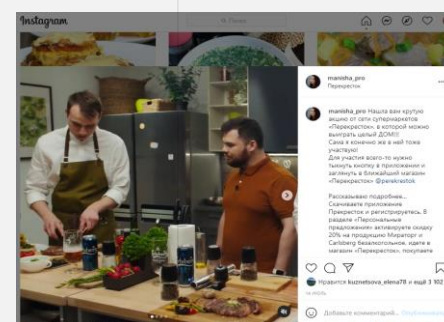 Instagram
Поиск
manisha_pro
Перекресток
manisha_pro Нашла вам крутую
акцию от сети супермаркетов
«Перекресток», в которой можно
выиграть целый ДОМ!!!
Сама я конечно же в ней тоже
участвую!
Для участия всего-то нужно
тыкнуть кнопку в приложении и
заглянуть в ближайший магазин
«Перекресток» @perekrestok
Рассказываю подробнее...
Скачиваете приложение
Прекресток и регистрируетесь. В
разделе «Персональные
предложения» активируете скидку
20% на продукцию Мираторг и
Carlsberg безалкогольное, идете в
магазин «Перекресток», покупаете
Нравится kuznetsova_elena78 и ещё 3 102
Добавьте комментарий...
Опубликовать